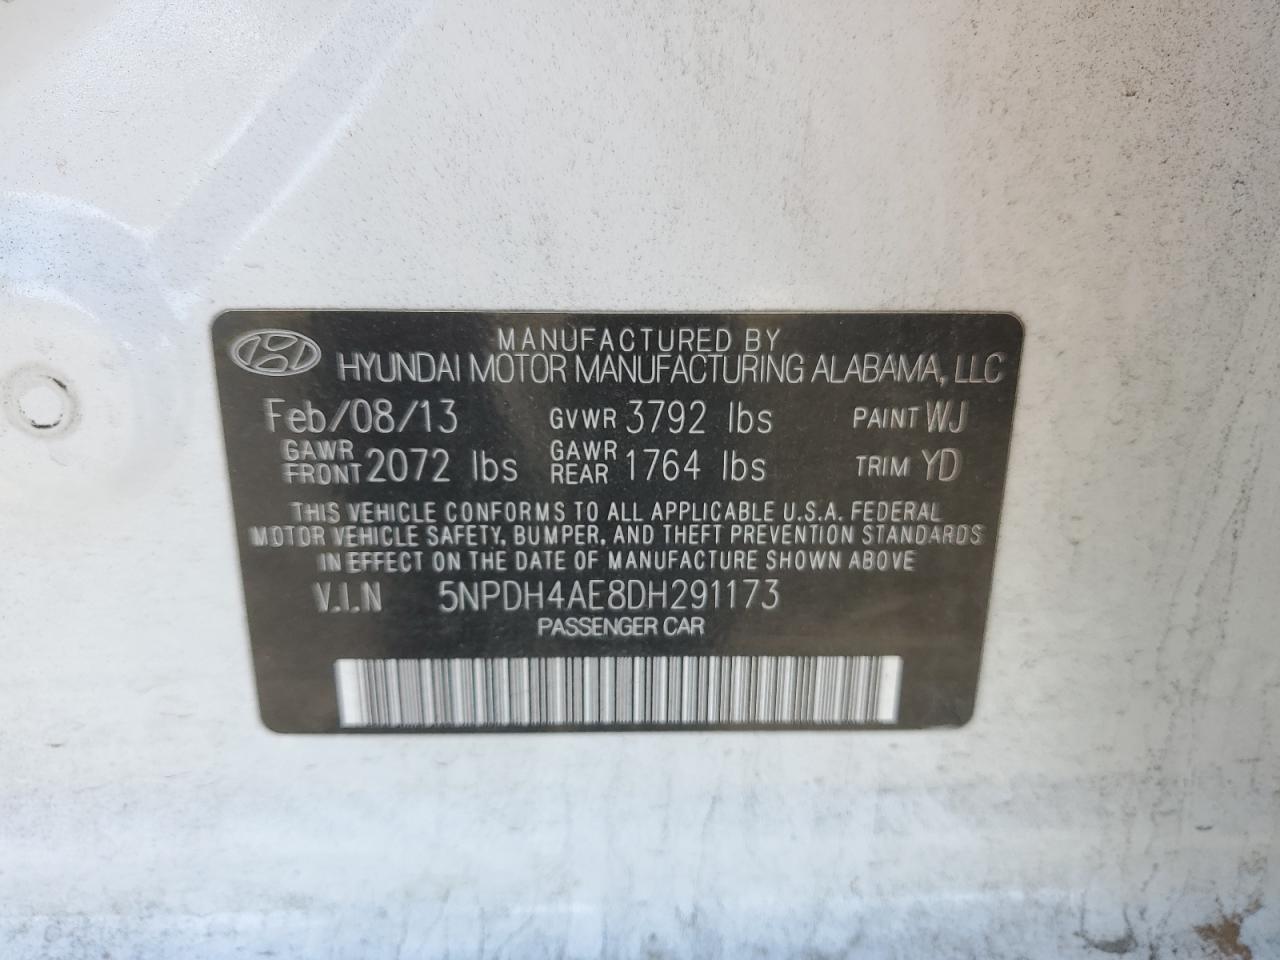 MANUFACTURED BY
HYUNDAI MOTOR MANUFACTURING ALABAMA, LLC
Feb/08/13 GVWR 3792 lbs PAINT WJ
GAWR FRONT 2072 lbs GAWR REAR 1764 lbs TRIM YD
THIS VEHICLE CONFORMS TO ALL APPLICABLE U.S.A. FEDERAL
MOTOR VEHICLE SAFETY, BUMPER, AND THEFT PREVENTION STANDARDS
IN EFFECT ON THE DATE OF MANUFACTURE SHOWN ABOVE
V.I.N 5NPDH4AE8DH291173
PASSENGER CAR